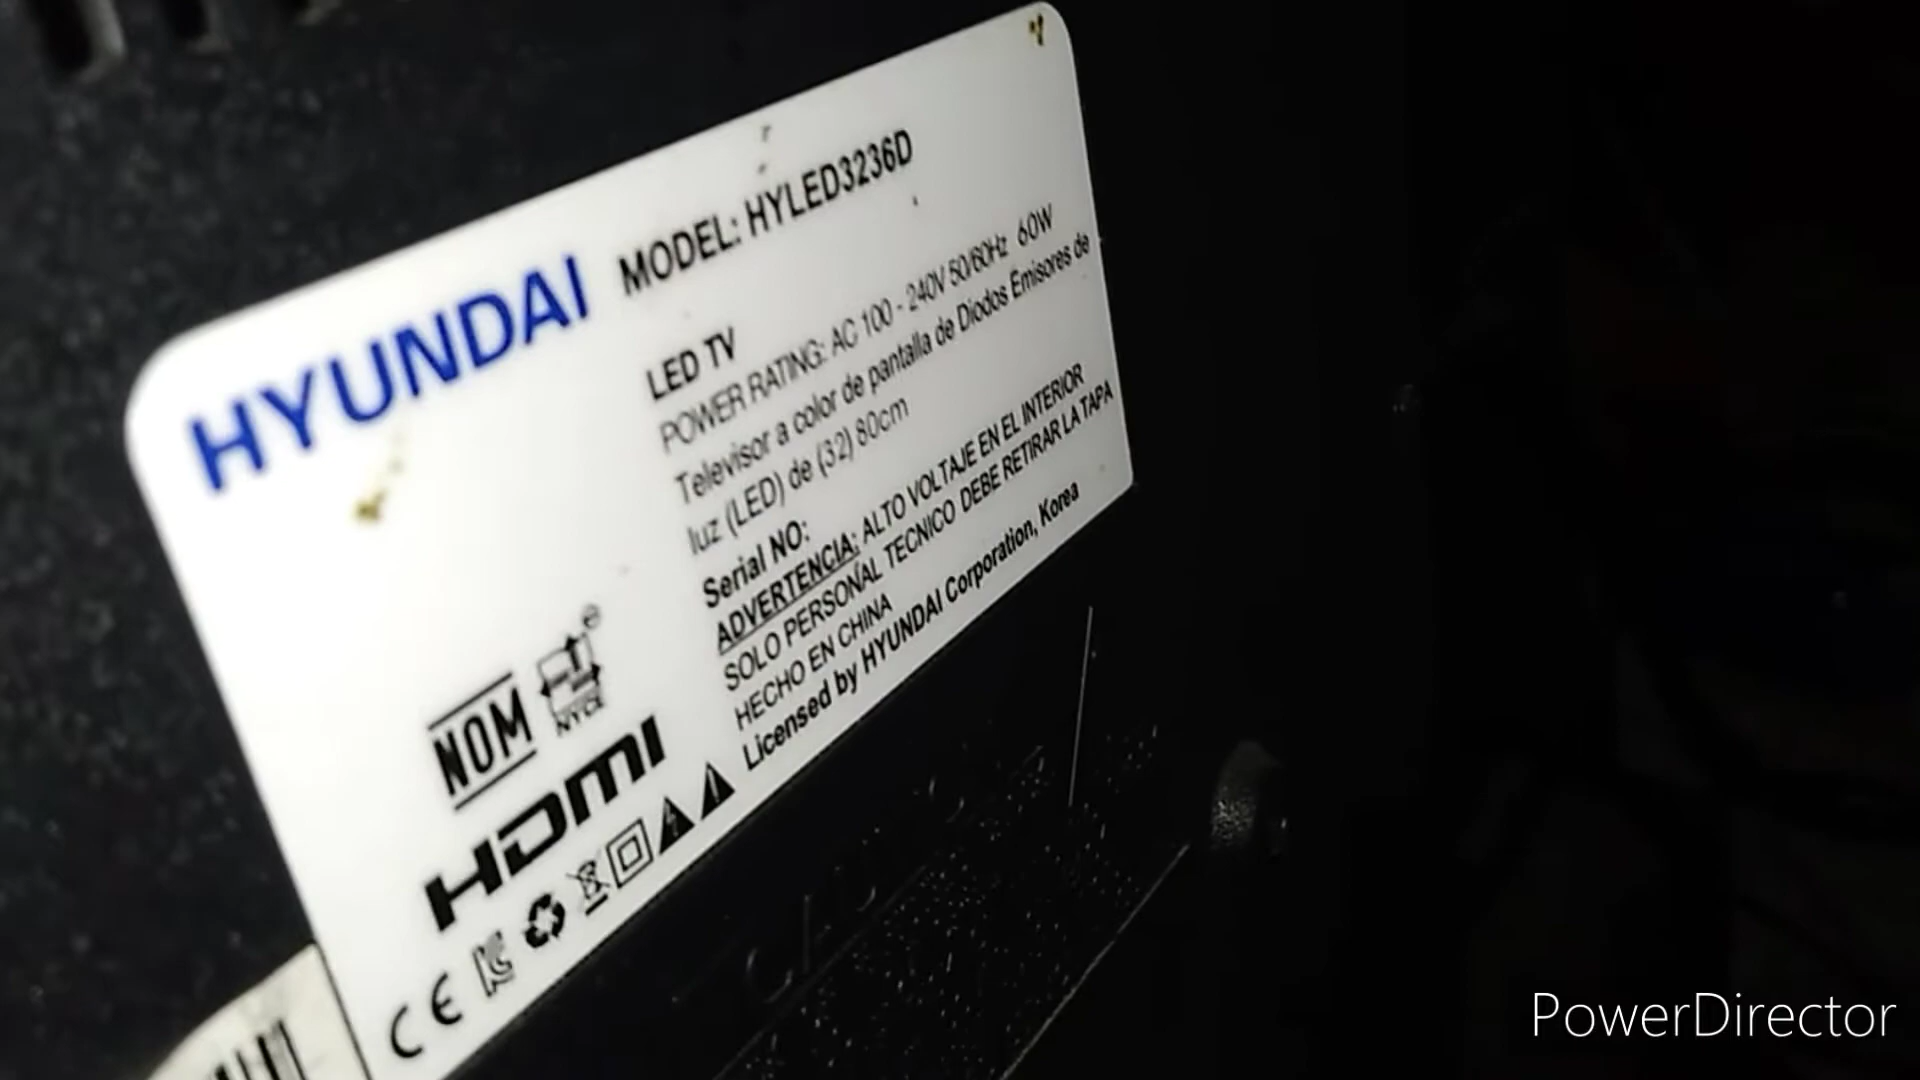 HYUNDAI
MODEL: HYLED3236D
LED TV
POWER RATING: AC 100 - 240V 50/60Hz 60W
Televisor a color de pantalla de Diodos Emisores de
luz (LED) de (32) 80cm
Serial NO:
ADVERTENCIA: ALTO VOLTAJE EN EL INTERIOR
SOLO PERSONAL TECNICO DEBE RETIRAR LA TAPA
HECHO EN CHINA
Licensed by HYUNDAI Corporation, Korea
NOM
NYCE
HDMI
CE
PowerDirector